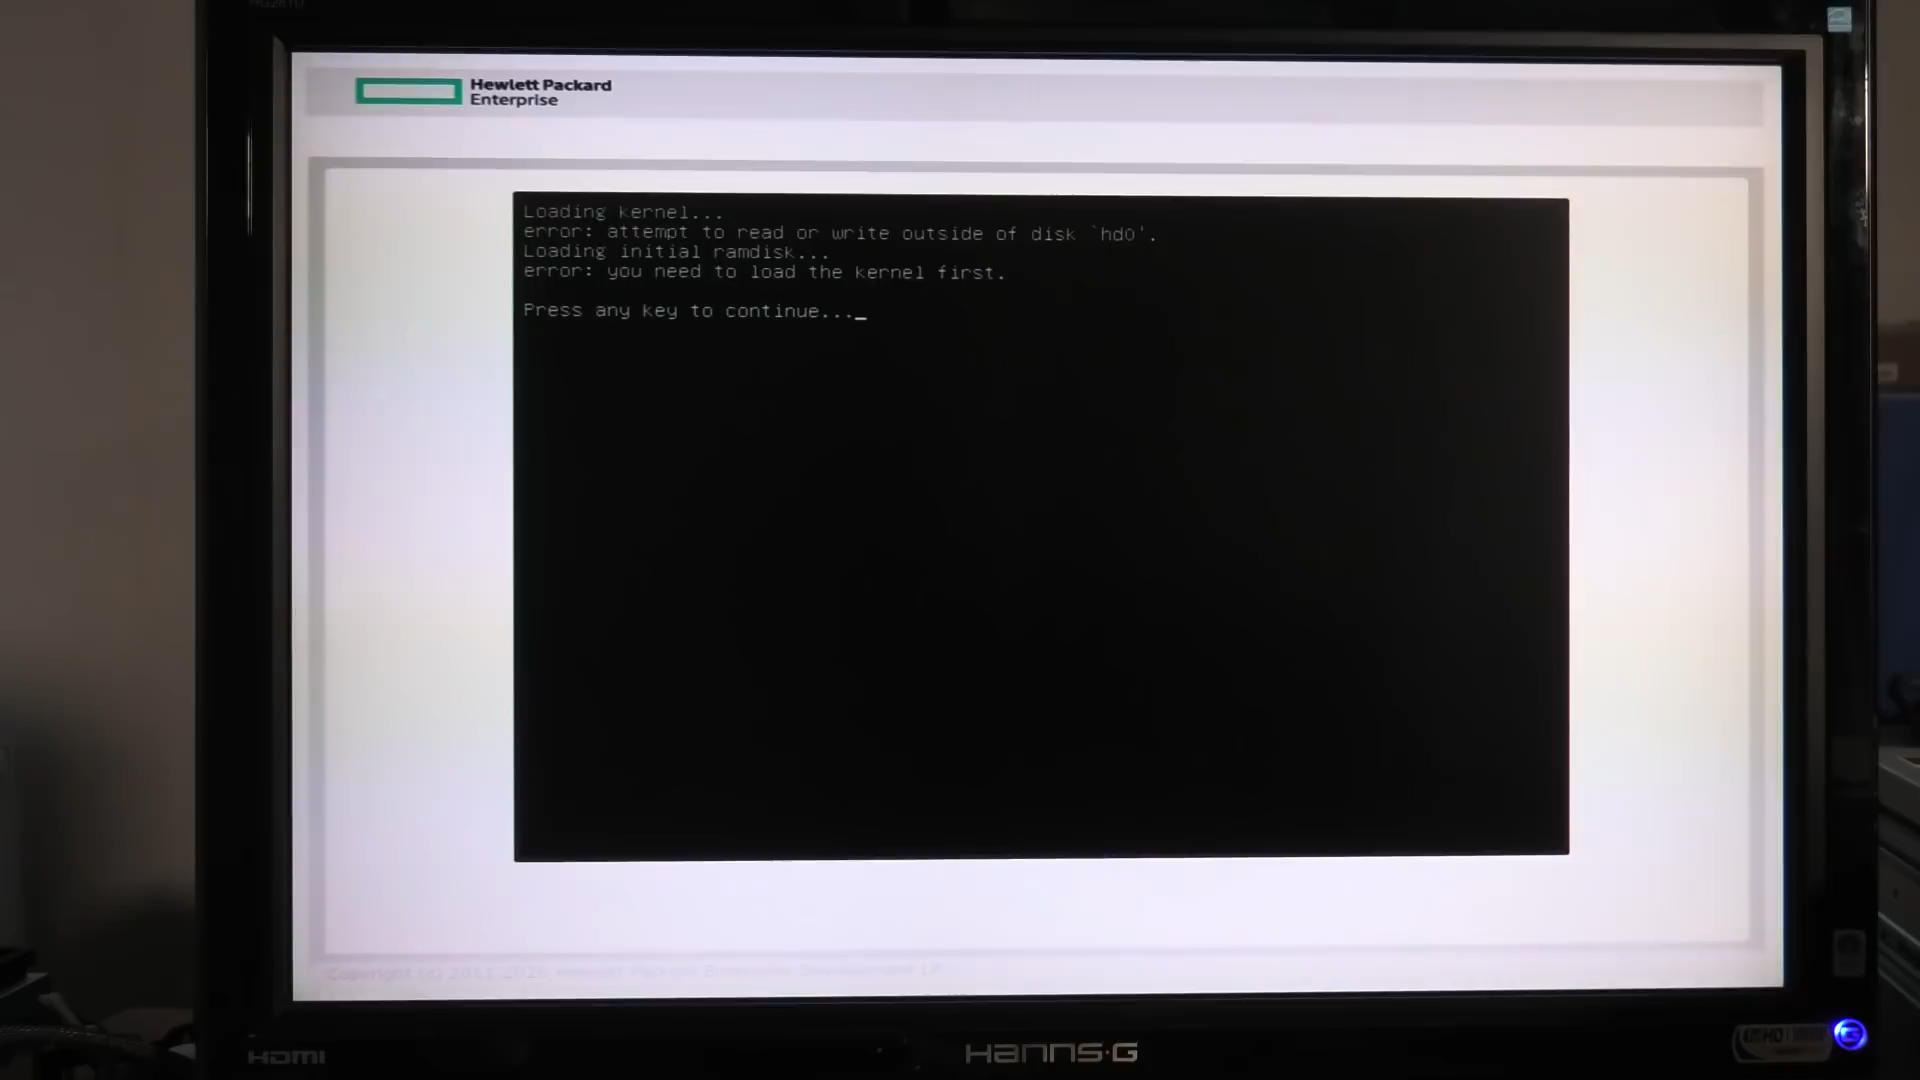 Hewlett Packard
Enterprise
Loading kernel...
error: attempt to read or write outside of disk `hd0'.
Loading initial ramdisk...
error: you need to load the kernel first.
Press any key to continue..._
HDMI
HANNS·G